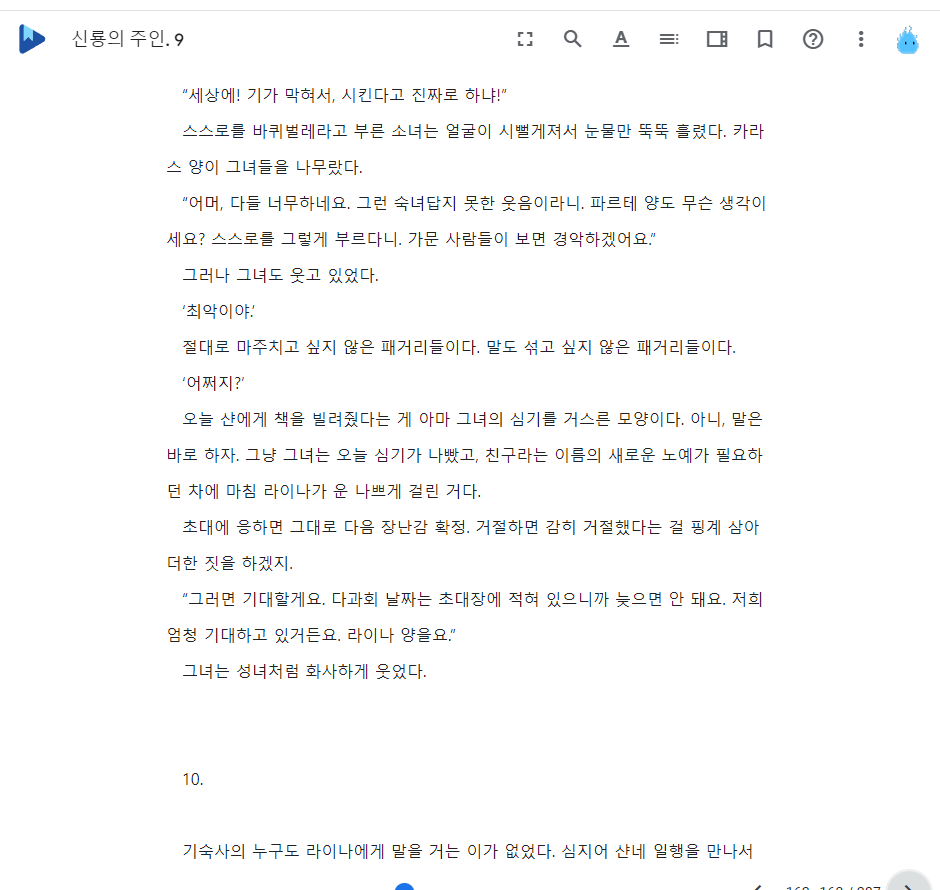 신룡의 주인. 9
“세상에! 기가 막혀서, 시킨다고 진짜로 하냐!”
스스로를 바퀴벌레라고 부른 소녀는 얼굴이 시뻘게져서 눈물만 뚝뚝 흘렸다. 카라
스 양이 그녀들을 나무랐다.
“어머, 다들 너무하네요. 그런 숙녀답지 못한 웃음이라니. 파르테 양도 무슨 생각이
세요? 스스로를 그렇게 부르다니. 가문 사람들이 보면 경악하겠어요.”
그러나 그녀도 웃고 있었다.
‘최악이야.’
절대로 마주치고 싶지 않은 패거리들이다. 말도 섞고 싶지 않은 패거리들이다.
‘어쩌지?’
오늘 샨에게 책을 빌려줬다는 게 아마 그녀의 심기를 거스른 모양이다. 아니, 말은
바로 하자. 그냥 그녀는 오늘 심기가 나빴고, 친구라는 이름의 새로운 노예가 필요하
던 차에 마침 라이나가 운 나쁘게 걸린 거다.
초대에 응하면 그대로 다음 장난감 확정. 거절하면 감히 거절했다는 걸 핑계 삼아
더한 짓을 하겠지.
“그러면 기대할게요. 다과회 날짜는 초대장에 적혀 있으니까 늦으면 안 돼요. 저희
엄청 기대하고 있거든요. 라이나 양을요.”
그녀는 성녀처럼 화사하게 웃었다.
10.
기숙사의 누구도 라이나에게 말을 거는 이가 없었다. 심지어 샨네 일행을 만나서